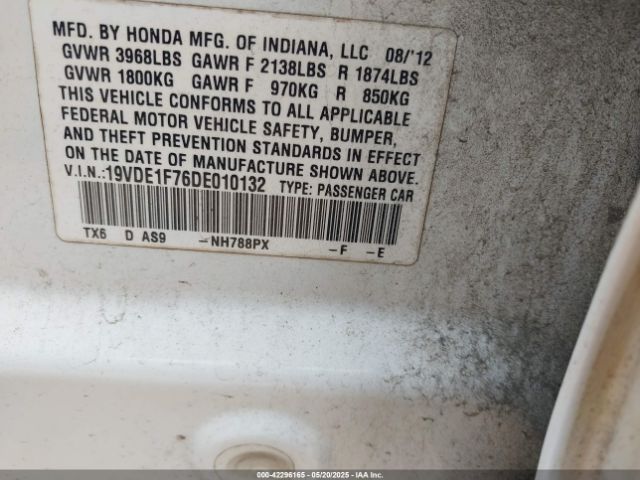 MFD. BY HONDA MFG. OF INDIANA, LLC 08/'12
GVWR 3968LBS GAWR F 2138LBS R 1874LBS
GVWR 1800KG GAWR F 970KG R 850KG
THIS VEHICLE CONFORMS TO ALL APPLICABLE
FEDERAL MOTOR VEHICLE SAFETY, BUMPER,
AND THEFT PREVENTION STANDARDS IN EFFECT
ON THE DATE OF MANUFACTURE SHOWN ABOVE.
V.I.N.:19VDE1F76DE010132 TYPE: PASSENGER CAR
TX6 D AS9 -NH788PX -F -E
000-42296165 - 05/20/2025 - IAA Inc.